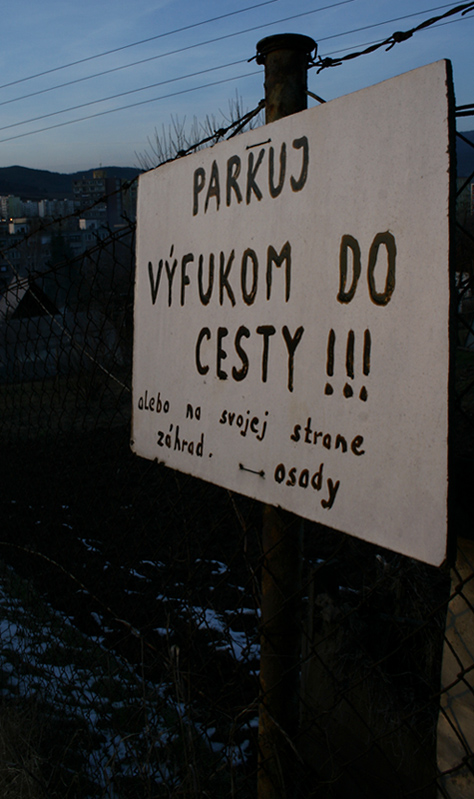 PARKUJ
VÝFUKOM DO
CESTY !!!
alebo na svojej strane
záhrad. osady